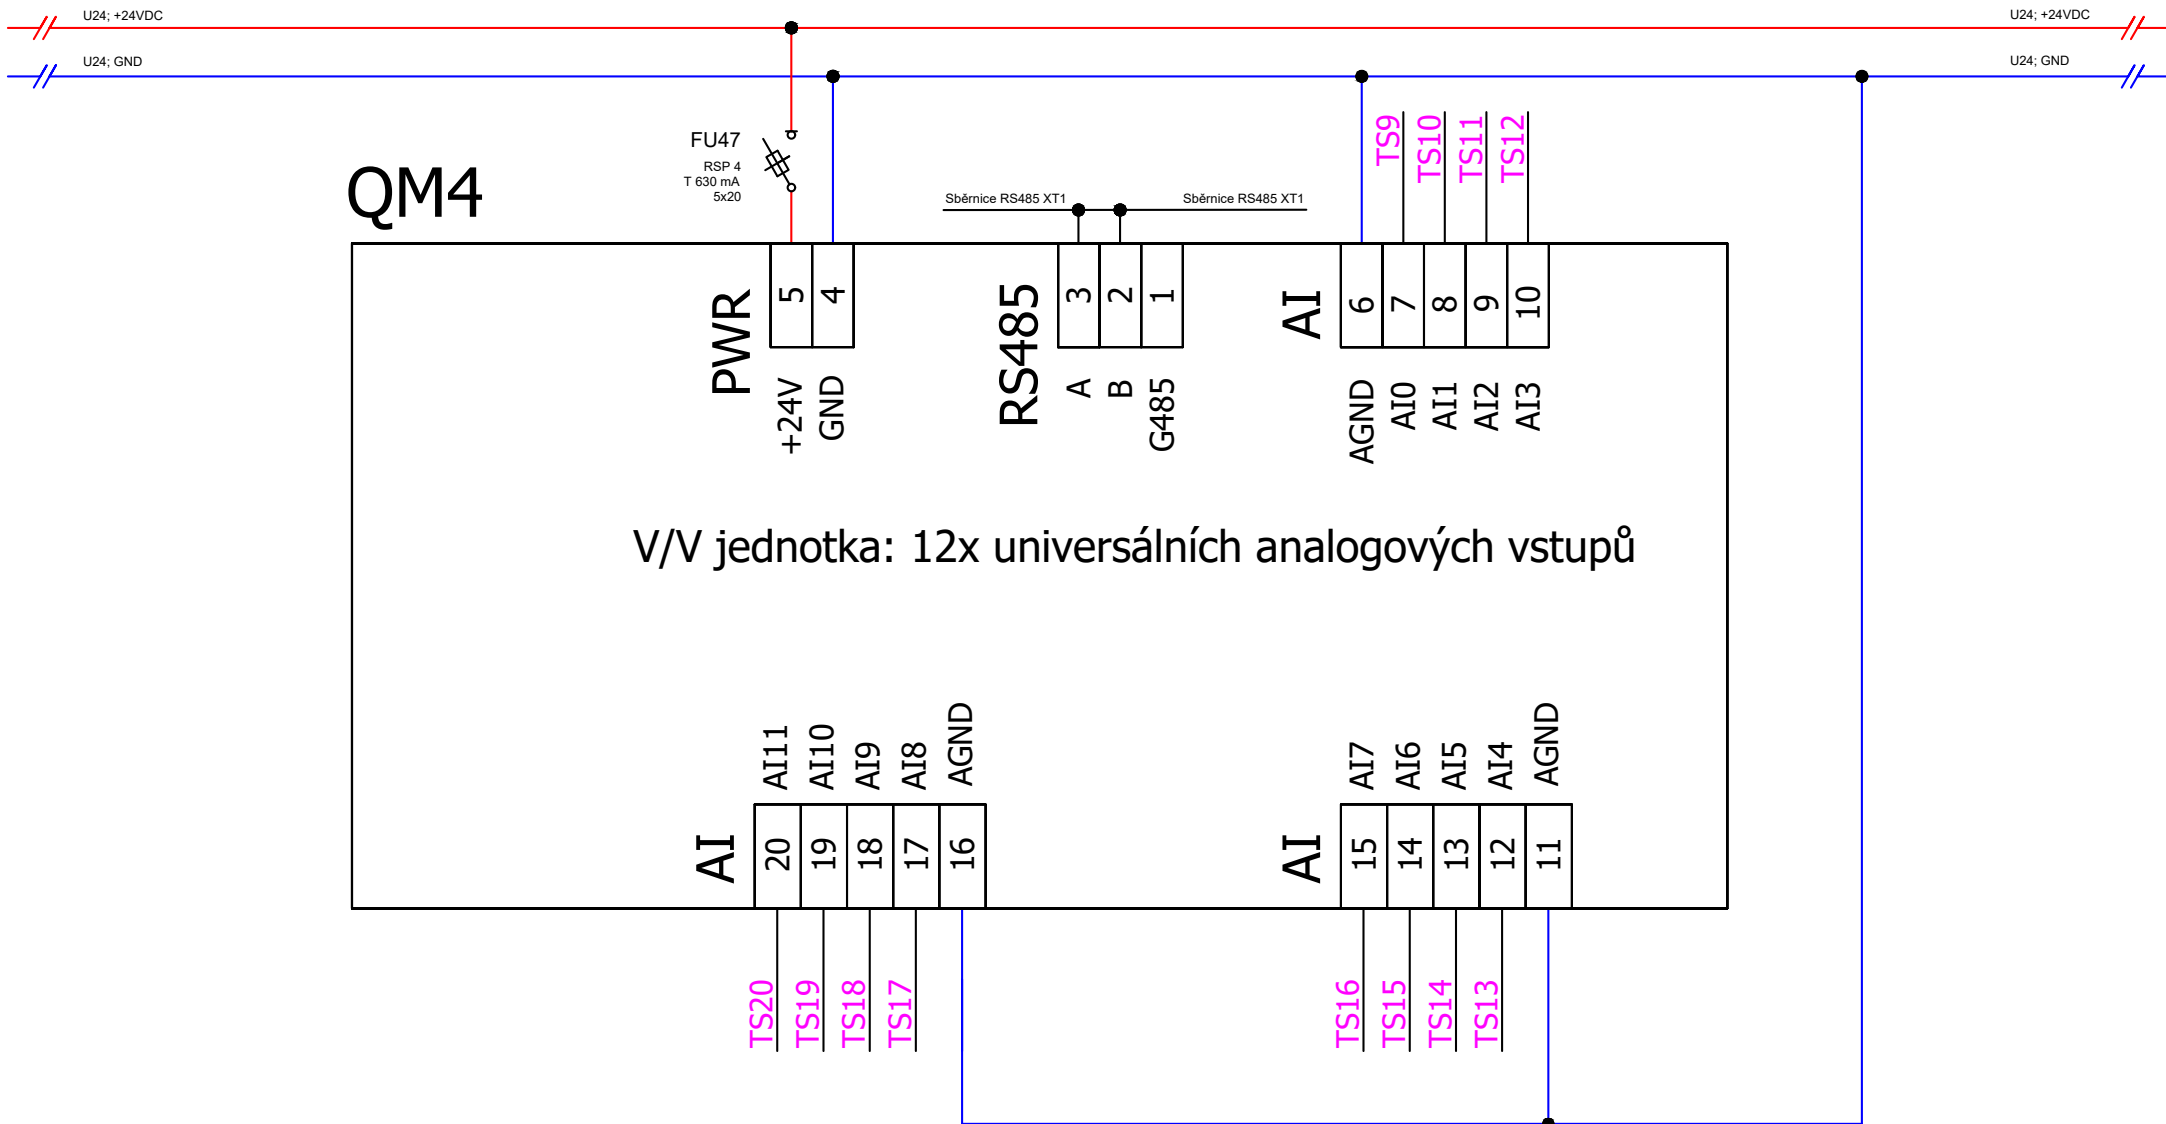 U24; +24VDC
U24; +24VDC
U24; GND
U24; GND
FU47
RSP 4
T 630 mA
5x20
QM4
Sběrnice RS485 XT1
Sběrnice RS485 XT1
TS9
TS10
TS11
TS12
PWR
5
4
+24V
GND
RS485
3
2
1
A
B
G485
AI
6
7
8
9
10
AGND
AI0
AI1
AI2
AI3
V/V jednotka: 12x universálních analogových vstupů
AI11
AI10
AI9
AI8
AGND
AI
20
19
18
17
16
TS20
TS19
TS18
TS17
AI7
AI6
AI5
AI4
AGND
AI
15
14
13
12
11
TS16
TS15
TS14
TS13